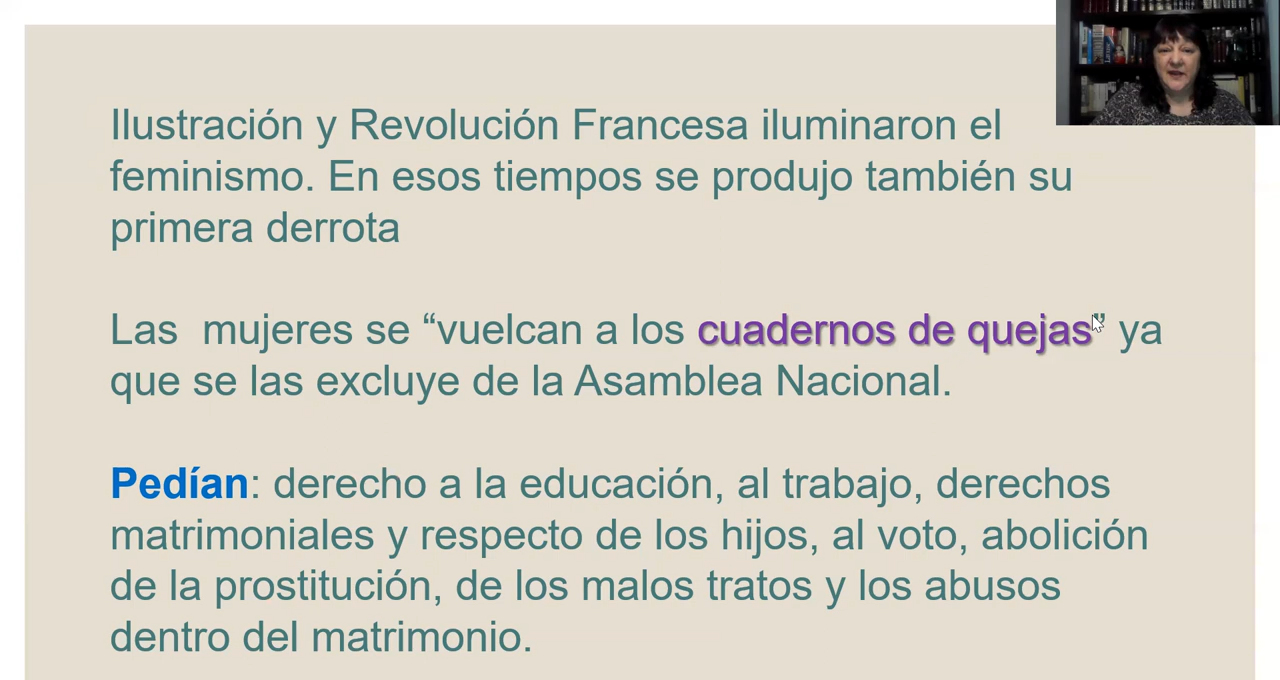 Ilustración y Revolución Francesa iluminaron el
feminismo. En esos tiempos se produjo también su
primera derrota
Las mujeres se “vuelcan a los cuadernos de quejas” ya
que se las excluye de la Asamblea Nacional.
Pedían: derecho a la educación, al trabajo, derechos
matrimoniales y respecto de los hijos, al voto, abolición
de la prostitución, de los malos tratos y los abusos
dentro del matrimonio.